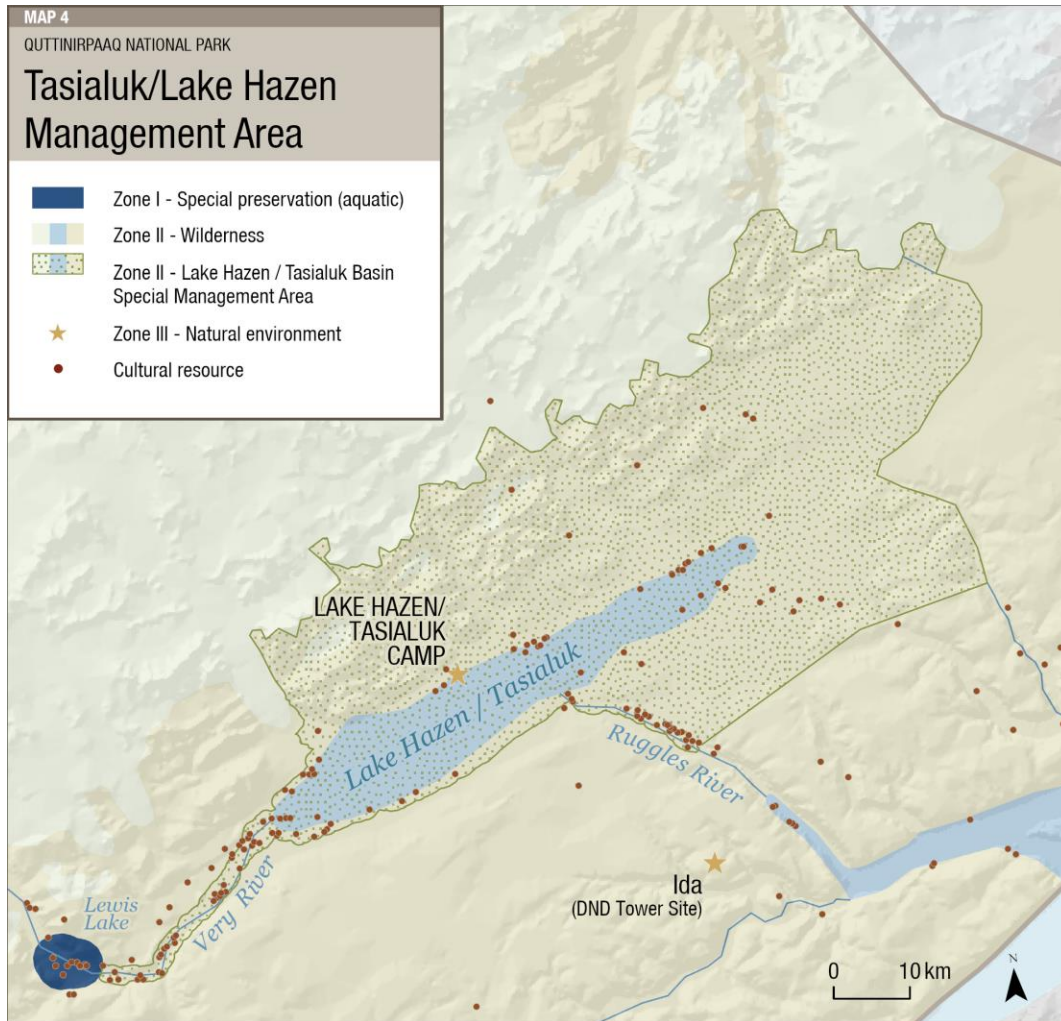 MAP 4
QUTTINIRPAAQ NATIONAL PARK
Tasialuk/Lake Hazen
Management Area
Zone I - Special preservation (aquatic)
Zone II - Wilderness
Zone II - Lake Hazen / Tasialuk Basin
Special Management Area
Zone III - Natural environment
Cultural resource
LAKE HAZEN/
TASIALUK
CAMP
Lake Hazen / Tasialuk
Ruggles River
Very River
Lewis
Lake
Ida
(DND Tower Site)
0 10 km
N